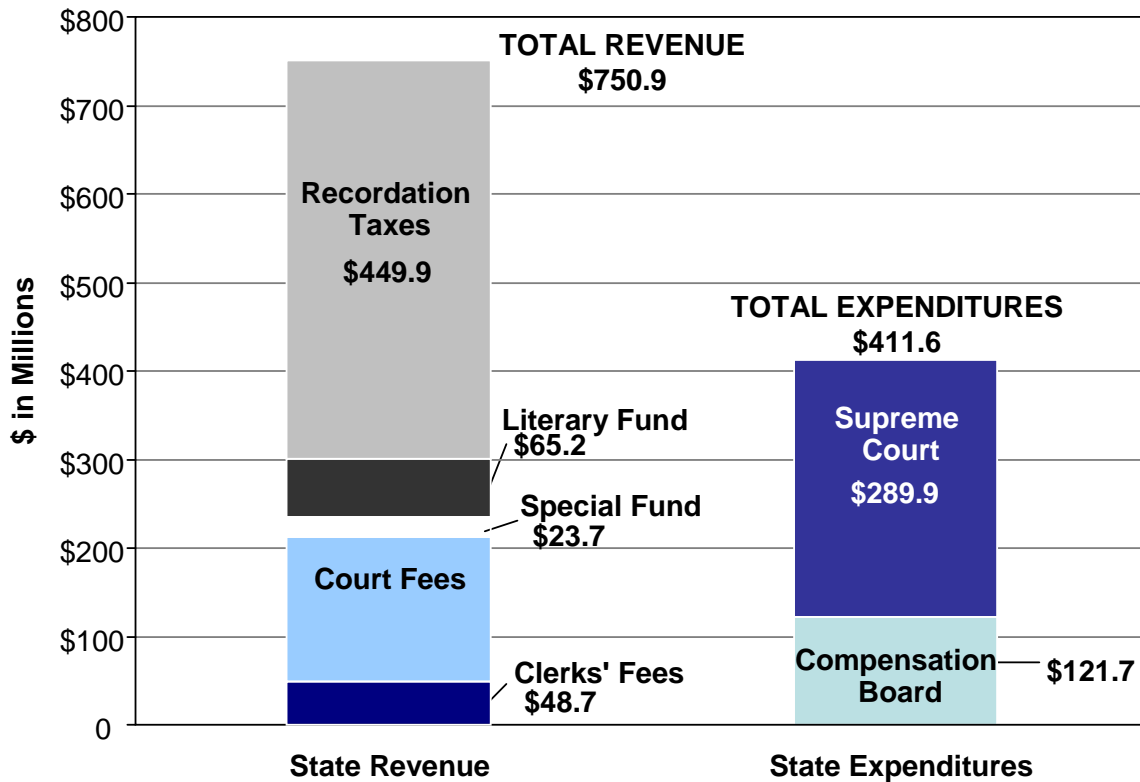 $800
$700
$600
$500
$400
$300
$200
$100
0
$ in Millions
TOTAL REVENUE
$750.9
Recordation
Taxes
$449.9
Literary Fund
$65.2
Special Fund
$23.7
Court Fees
Clerks' Fees
$48.7
TOTAL EXPENDITURES
$411.6
Supreme
Court
$289.9
Compensation
Board
$121.7
State Revenue
State Expenditures